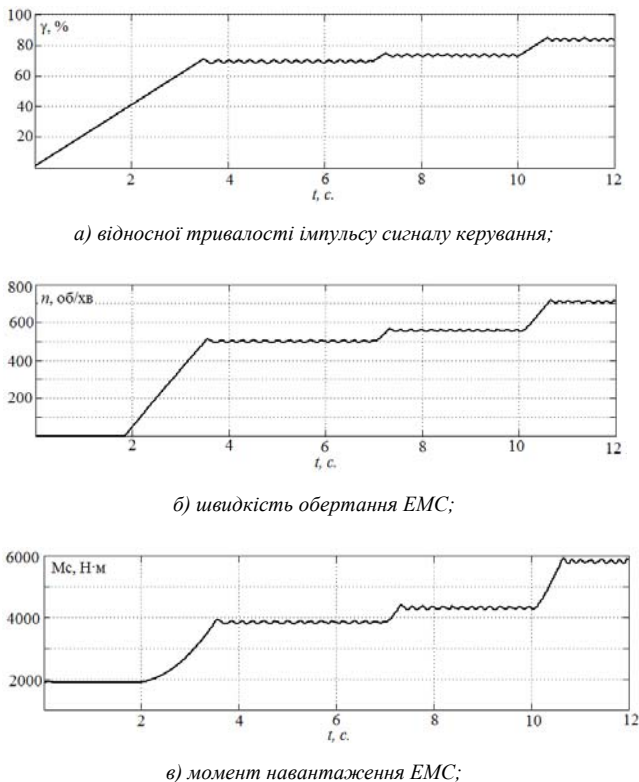 100
γ, %
80
60
40
20
2 4 6 8 10 12
t, с.
а) відносної тривалості імпульсу сигналу керування;
800
n, об/хв
600
400
200
2 4 6 8 10 12
t, с.
б) швидкість обертання ЕМС;
6000
Мс, Н·м
4000
2000
2 4 6 8 10 12
t, с.
в) момент навантаження ЕМС;